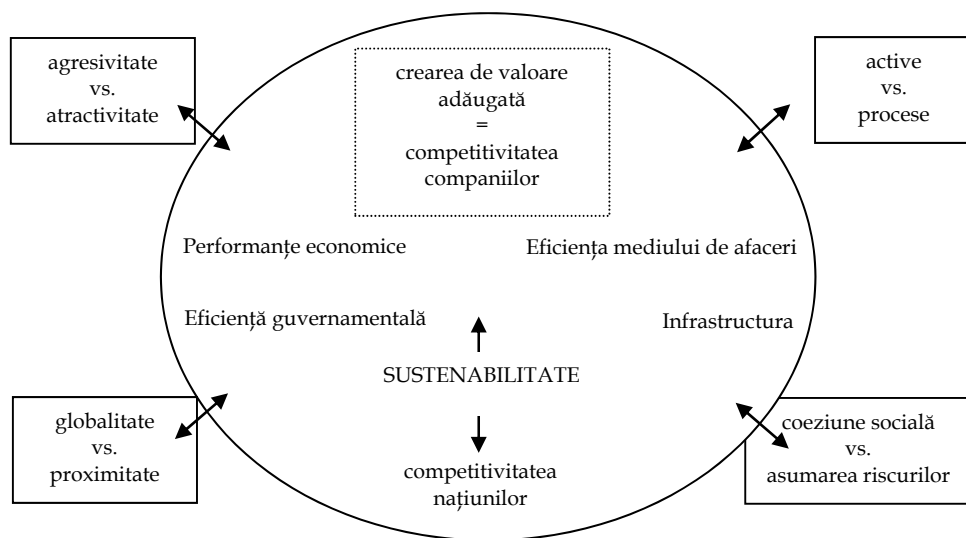 agresivitate
vs.
atractivitate
crearea de valoare
adăugată
=
competitivitatea
companiilor
active
vs.
procese
Performanțe economice
Eficiența mediului de afaceri
Eficiență guvernamentală
Infrastructura
SUSTENABILITATE
globalitate
vs.
proximitate
competitivitatea
națiunilor
coeziune socială
vs.
asumarea riscurilor